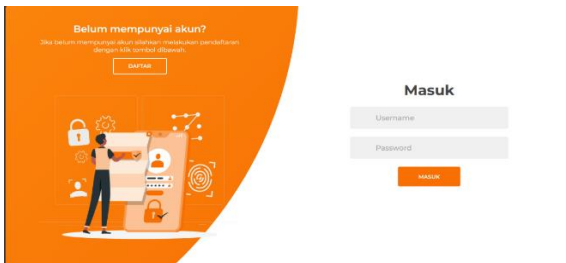 Belum mempunyai akun?
Jika belum mempunyai akun silahkan melakukan pendaftaran
dengan klik tombol dibawah.
DAFTAR
Masuk
Username
Password
MASUK